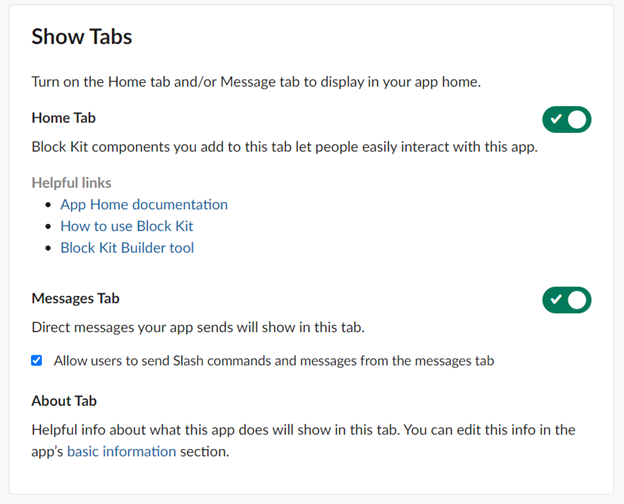 Show Tabs
Turn on the Home tab and/or Message tab to display in your app home.
Home Tab
Block Kit components you add to this tab let people easily interact with this app.
Helpful links
App Home documentation
How to use Block Kit
Block Kit Builder tool
Messages Tab
Direct messages your app sends will show in this tab.
Allow users to send Slash commands and messages from the messages tab
About Tab
Helpful info about what this app does will show in this tab. You can edit this info in the
app’s basic information section.